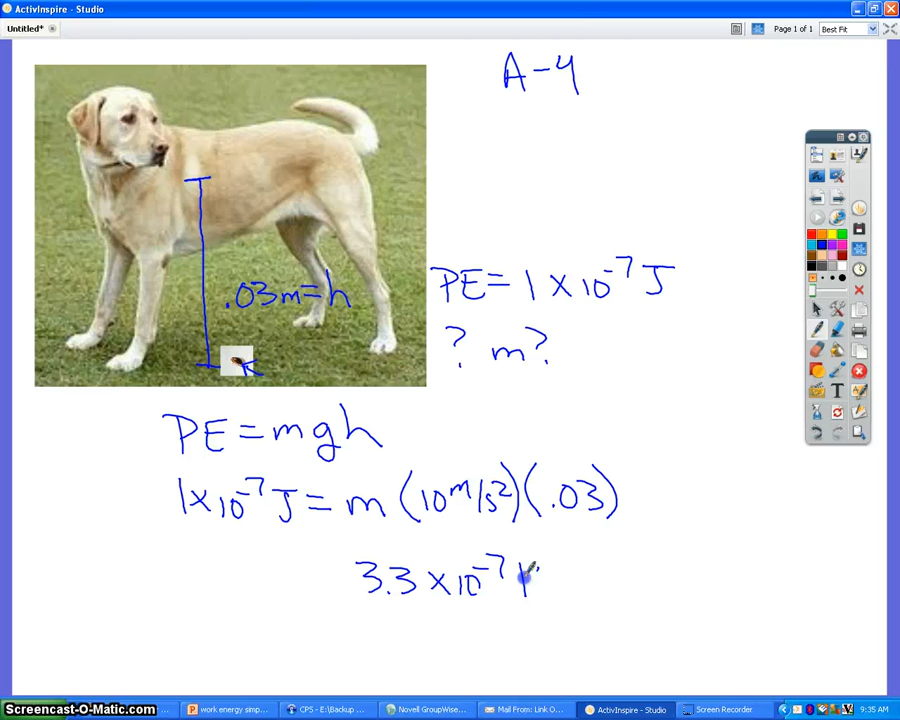 ActivInspire - Studio
Untitled*
Page 1 of 1
Best Fit
A-4
.03m=h
PE = 1 x 10⁻⁷ J
? m?
PE = mgh
1x10⁻⁷ J = m (10 m/s²)(.03)
3.3 x 10⁻⁷
T
Screencast-O-Matic.com
work energy simp...
CPS - E:\Backup ...
Novell GroupWise...
Mail From: Link O...
ActivInspire - Studio
Screen Recorder
9:35 AM